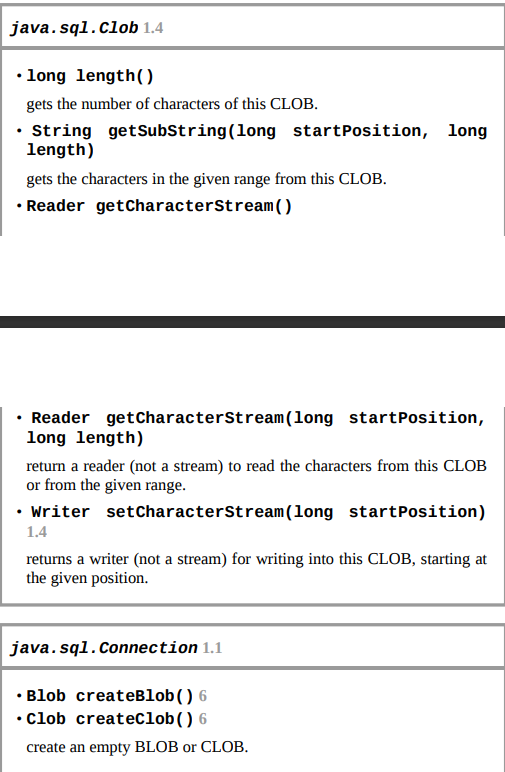 java.sql.Clob 1.4
• long length()
gets the number of characters of this CLOB.
• String getSubString(long startPosition, long
length)
gets the characters in the given range from this CLOB.
• Reader getCharacterStream()
• Reader getCharacterStream(long startPosition,
long length)
return a reader (not a stream) to read the characters from this CLOB
or from the given range.
• Writer setCharacterStream(long startPosition)
1.4
returns a writer (not a stream) for writing into this CLOB, starting at
the given position.
java.sql.Connection 1.1
• Blob createBlob() 6
• Clob createClob() 6
create an empty BLOB or CLOB.